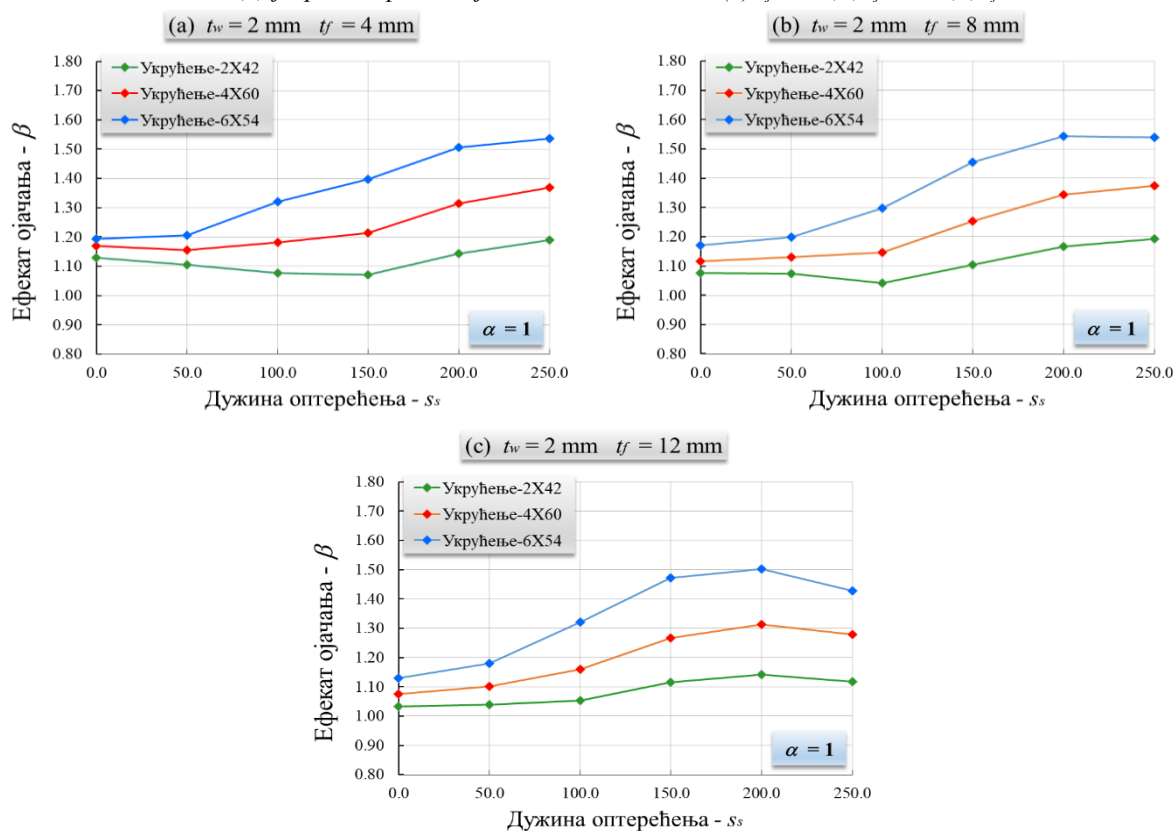 (a) tw = 2 mm tf = 4 mm
Укрућење-2X42
Укрућење-4X60
Укрућење-6X54
1.80
1.70
1.60
1.50
1.40
1.30
1.20
1.10
1.00
0.90
0.80
Ефекат ојачања - β
α = 1
0.0 50.0 100.0 150.0 200.0 250.0
Дужина оптерећења - ss
(b) tw = 2 mm tf = 8 mm
Укрућење-2X42
Укрућење-4X60
Укрућење-6X54
1.80
1.70
1.60
1.50
1.40
1.30
1.20
1.10
1.00
0.90
0.80
Ефекат ојачања - β
α = 1
0.0 50.0 100.0 150.0 200.0 250.0
Дужина оптерећења - ss
(c) tw = 2 mm tf = 12 mm
Укрућење-2X42
Укрућење-4X60
Укрућење-6X54
1.80
1.70
1.60
1.50
1.40
1.30
1.20
1.10
1.00
0.90
0.80
Ефекат ојачања - β
α = 1
0.0 50.0 100.0 150.0 200.0 250.0
Дужина оптерећења - ss